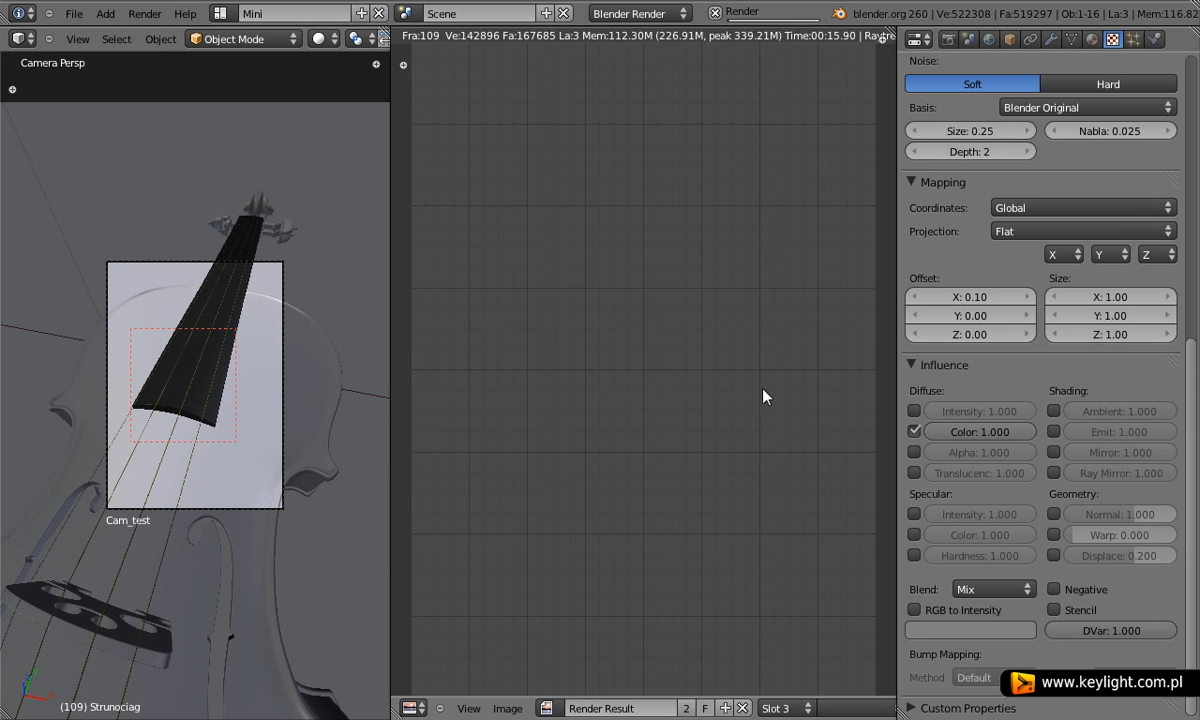 File Add Render Help Mini Scene Blender Render Render blender.org 260 | Ve:522308 | Fa:519297 | Ob:1-16 | La:3 | Mem:116.82
View Select Object Object Mode Fra:109 Ve:142896 Fa:167685 La:3 Mem:112.30M (226.91M, peak 339.21M) Time:00:15.90 |
Camera Persp
Noise:
Soft Hard
Basis: Blender Original
Size: 0.25 Nabla: 0.025
Depth: 2
Mapping
Coordinates: Global
Projection: Flat
X Y Z
Offset: Size:
X: 0.10 X: 1.00
Y: 0.00 Y: 1.00
Z: 0.00 Z: 1.00
Influence
Diffuse: Shading:
Intensity: 1.000 Ambient: 1.000
Color: 1.000 Emit: 1.000
Alpha: 1.000 Mirror: 1.000
Translucenc: 1.000 Ray Mirror: 1.000
Specular: Geometry:
Intensity: 1.000 Normal: 1.000
Color: 1.000 Warp: 0.000
Hardness: 1.000 Displace: 0.200
Cam_test
Blend: Mix Negative
RGB to Intensity Stencil
DVar: 1.000
Bump Mapping:
Method Default
www.keylight.com.pl
(109) Strunociag
View Image Render Result 2 F Slot 3
Custom Properties